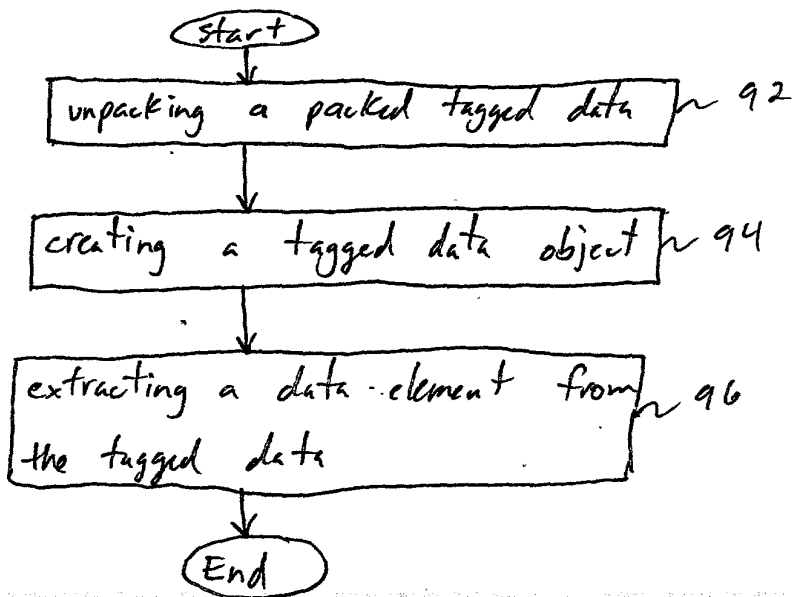 start
unpacking a packed tagged data 92
creating a tagged data object 94
extracting a data element from 96
the tagged data
End